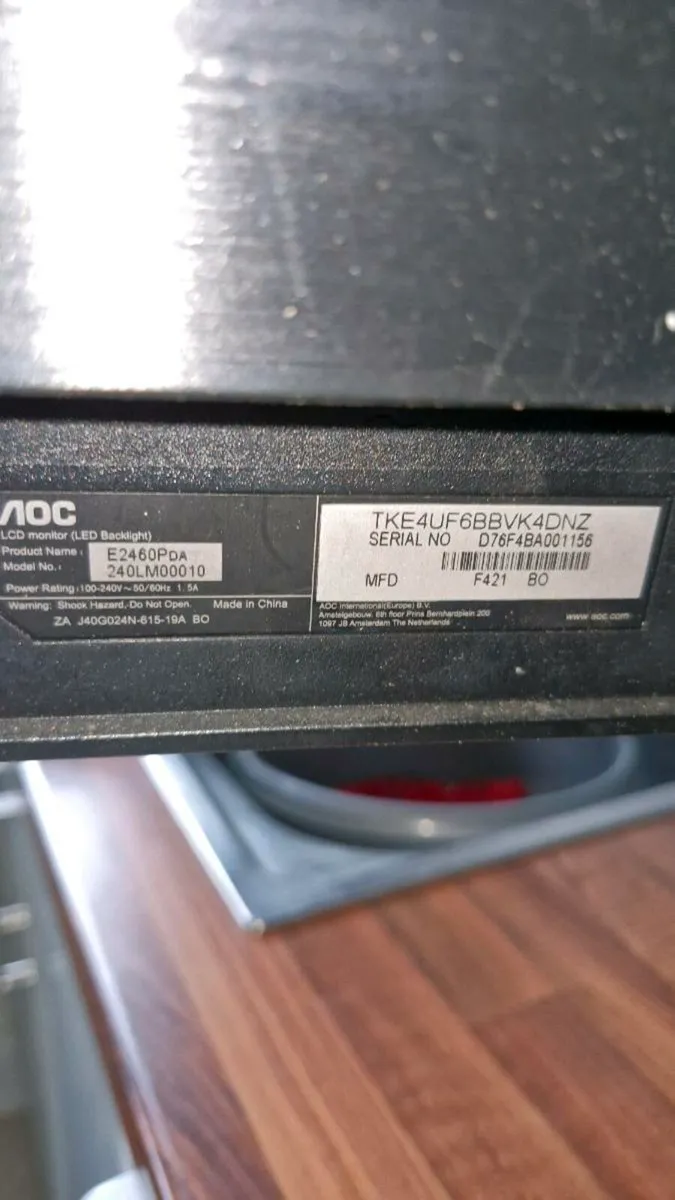 AOC
LCD monitor (LED Backlight)
Product Name: E2460PDA
Model No.: 240LM00010
Power Rating:100-240V~50/60Hz 1.5A
Warning: Shock Hazard,Do Not Open. Made in China
ZA J40G024N-615-19A BO
TKE4UF6BBVK4DNZ
SERIAL NO D76F4BA001156
MFD F421 BO
AOC International(Europe) B.V.
Amstelgebouw, 6th floor Prins Bernhardplein 200
1097 JB Amsterdam The Netherlands
www.aoc.com